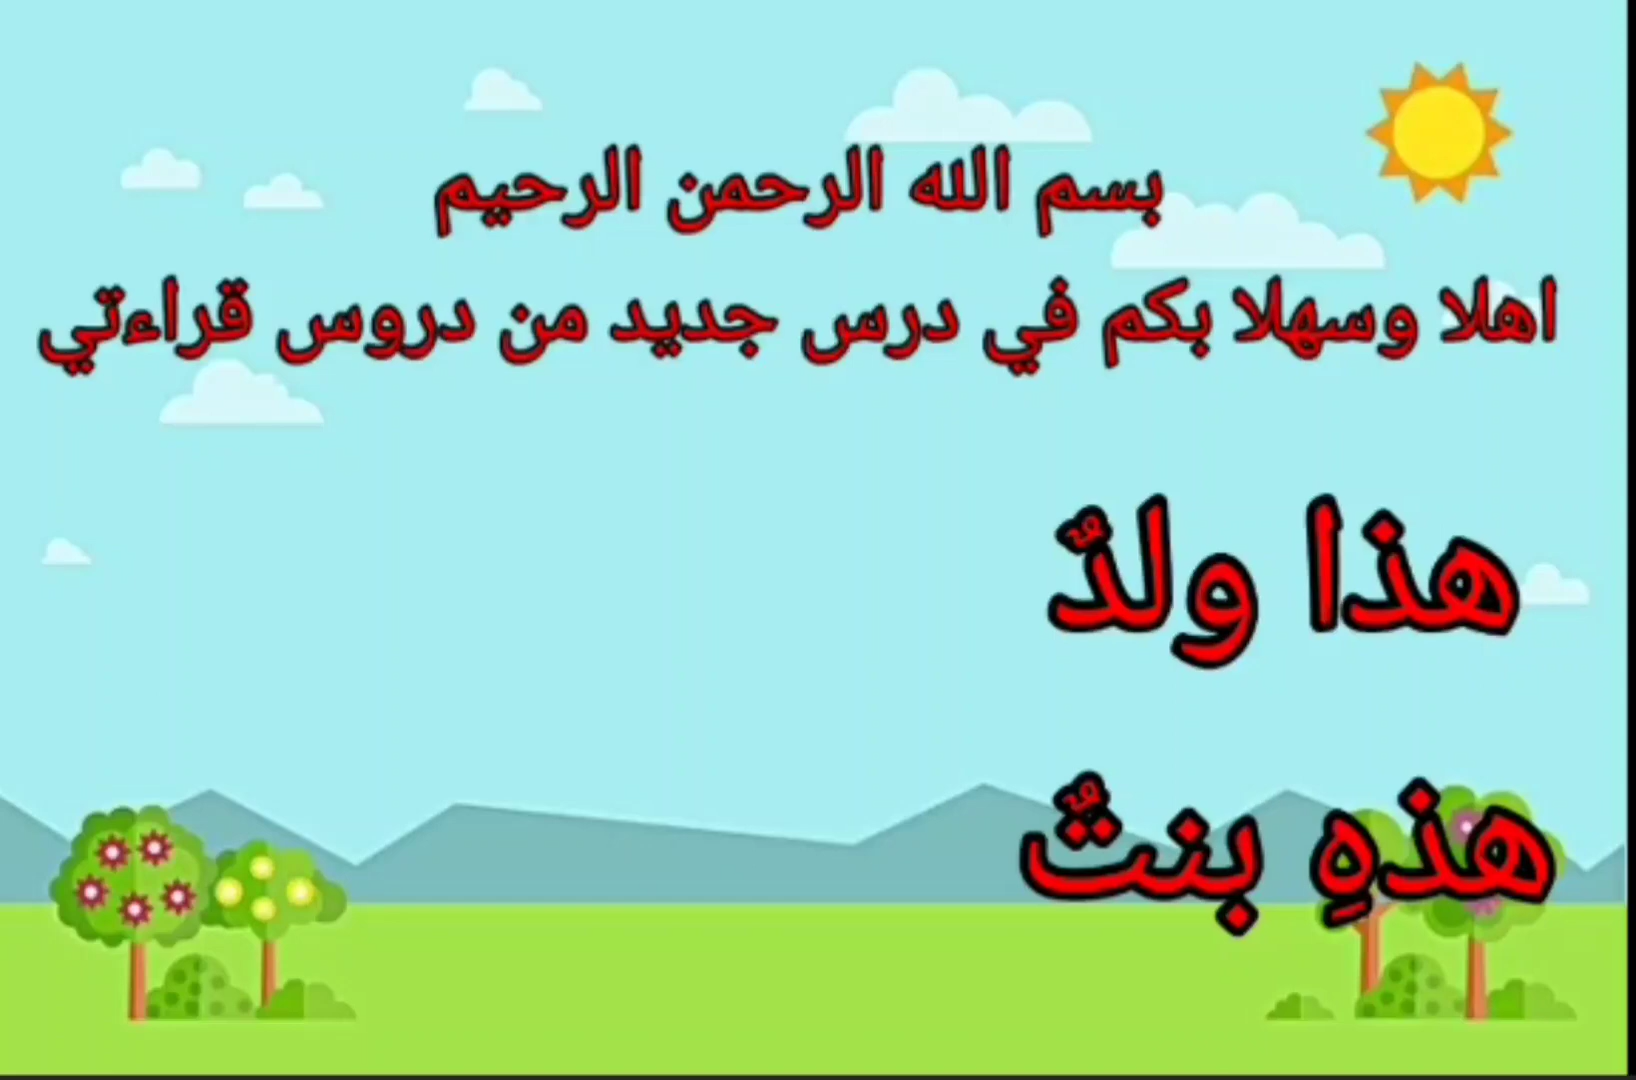 بسم الله الرحمن الرحيم
اهلا وسهلا بكم في درس جديد من دروس قراءتي
هذا ولدٌ
هذهِ بنتٌ